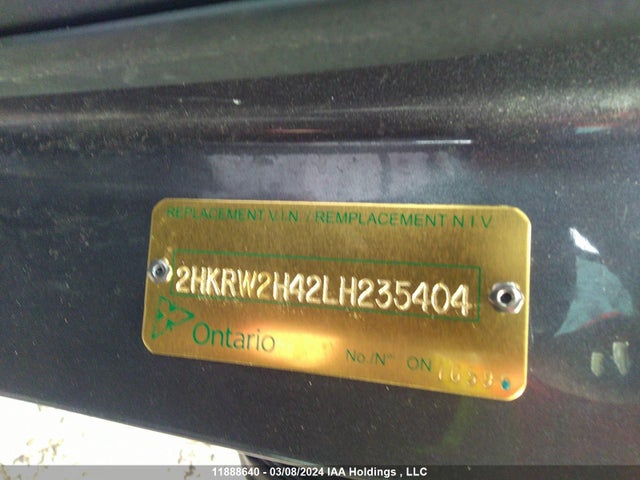 REPLACEMENT V.I.N. / REMPLACEMENT N.I.V.
2HKRW2H42LH235404
Ontario
No./N° ON
11888640 - 03/08/2024 IAA Holdings , LLC